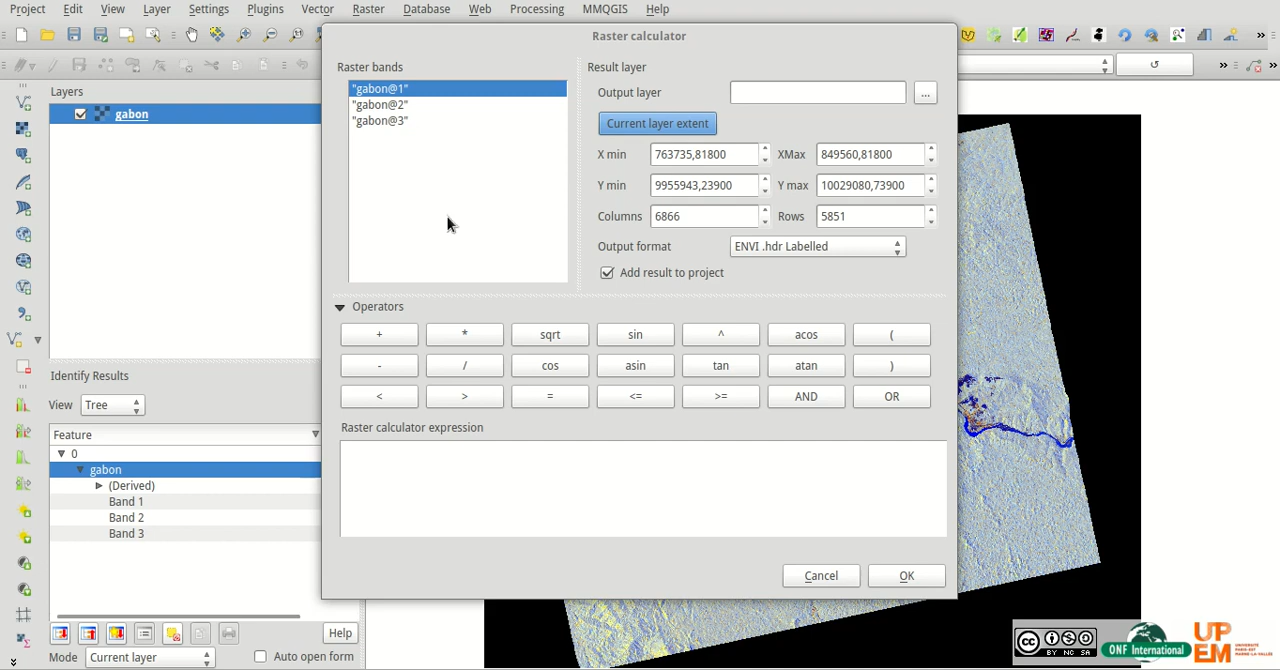 Project Edit View Layer Settings Plugins Vector Raster Database Web Processing MMQGIS Help
Raster calculator
Layers
gabon
Raster bands
"gabon@1"
"gabon@2"
"gabon@3"
Result layer
Output layer
...
Current layer extent
X min 763735,81800 XMax 849560,81800
Y min 9955943,23900 Y max 10029080,73900
Columns 6866 Rows 5851
Output format ENVI .hdr Labelled
Add result to project
Operators
+ * sqrt sin ^ acos (
- / cos asin tan atan )
< > = <= >= AND OR
Raster calculator expression
Cancel OK
Identify Results
View Tree
Feature
0
gabon
(Derived)
Band 1
Band 2
Band 3
Help
Mode Current layer Auto open form
CC BY NC SA
ONF International
UPEM